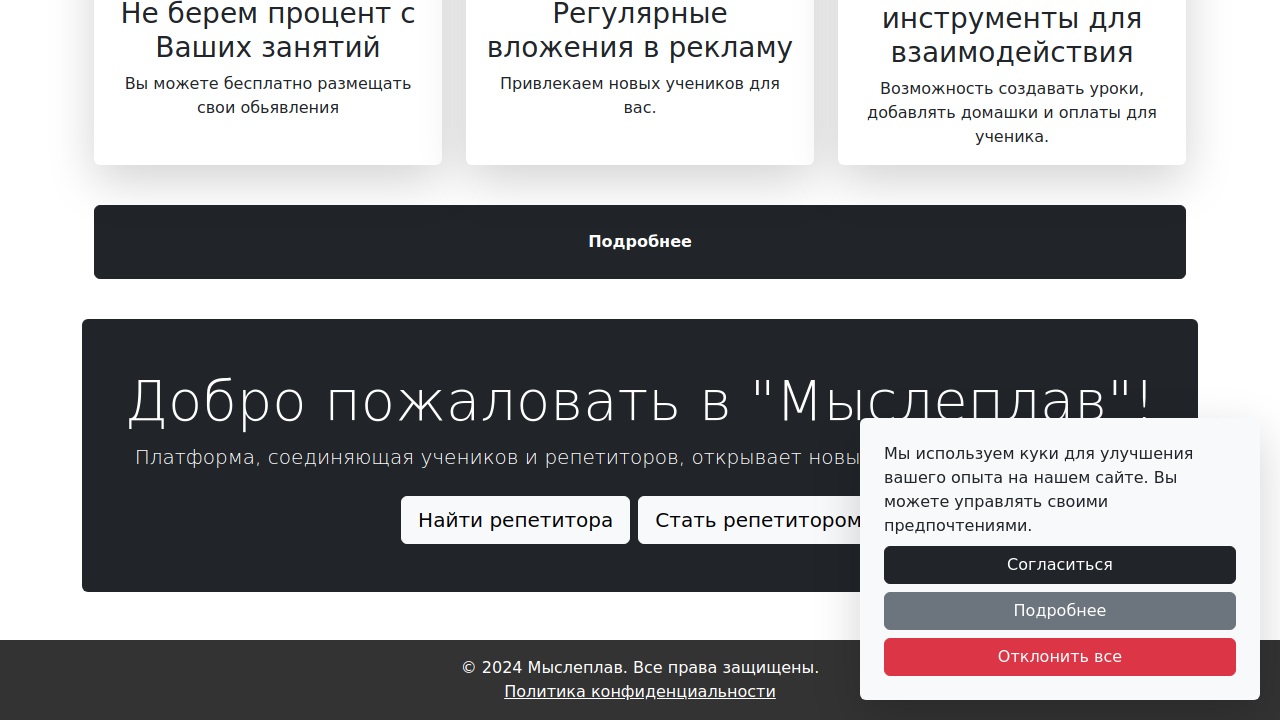 Не берем процент с
Ваших занятий
Вы можете бесплатно размещать
свои обьявления
Регулярные
вложения в рекламу
Привлекаем новых учеников для
вас.
инструменты для
взаимодействия
Возможность создавать уроки,
добавлять домашки и оплаты для
ученика.
Подробнее
Добро пожаловать в "Мыслеплав"!
Платформа, соединяющая учеников и репетиторов, открывает новы
Найти репетитора
Стать репетитором
Мы используем куки для улучшения
вашего опыта на нашем сайте. Вы
можете управлять своими
предпочтениями.
Согласиться
Подробнее
Отклонить все
© 2024 Мыслеплав. Все права защищены.
Политика конфиденциальности